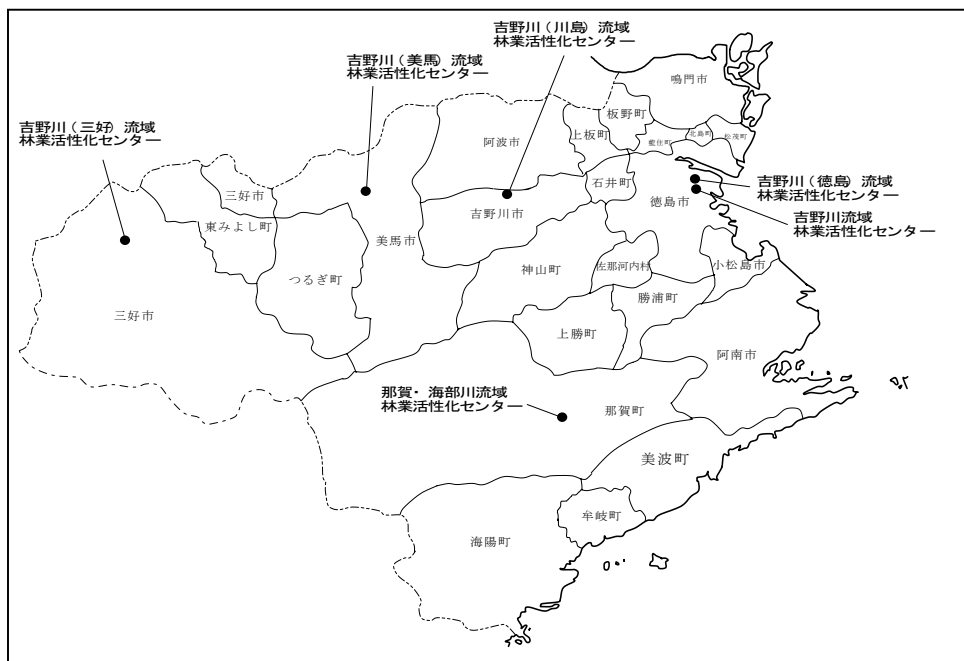 吉野川(川島)流域
林業活性化センター
吉野川(美馬)流域
林業活性化センター
鳴門市
板野町
吉野川(三好)流域
林業活性化センター
阿波市
上板町
北島町
松茂町
藍住町
石井町
吉野川(徳島)流域
林業活性化センター
三好市
徳島市
吉野川市
吉野川流域
林業活性化センター
東みよし町
美馬市
神山町
佐那河内村
小松島市
つるぎ町
勝浦町
三好市
上勝町
阿南市
那賀・海部川流域
林業活性化センター
那賀町
美波町
牟岐町
海陽町